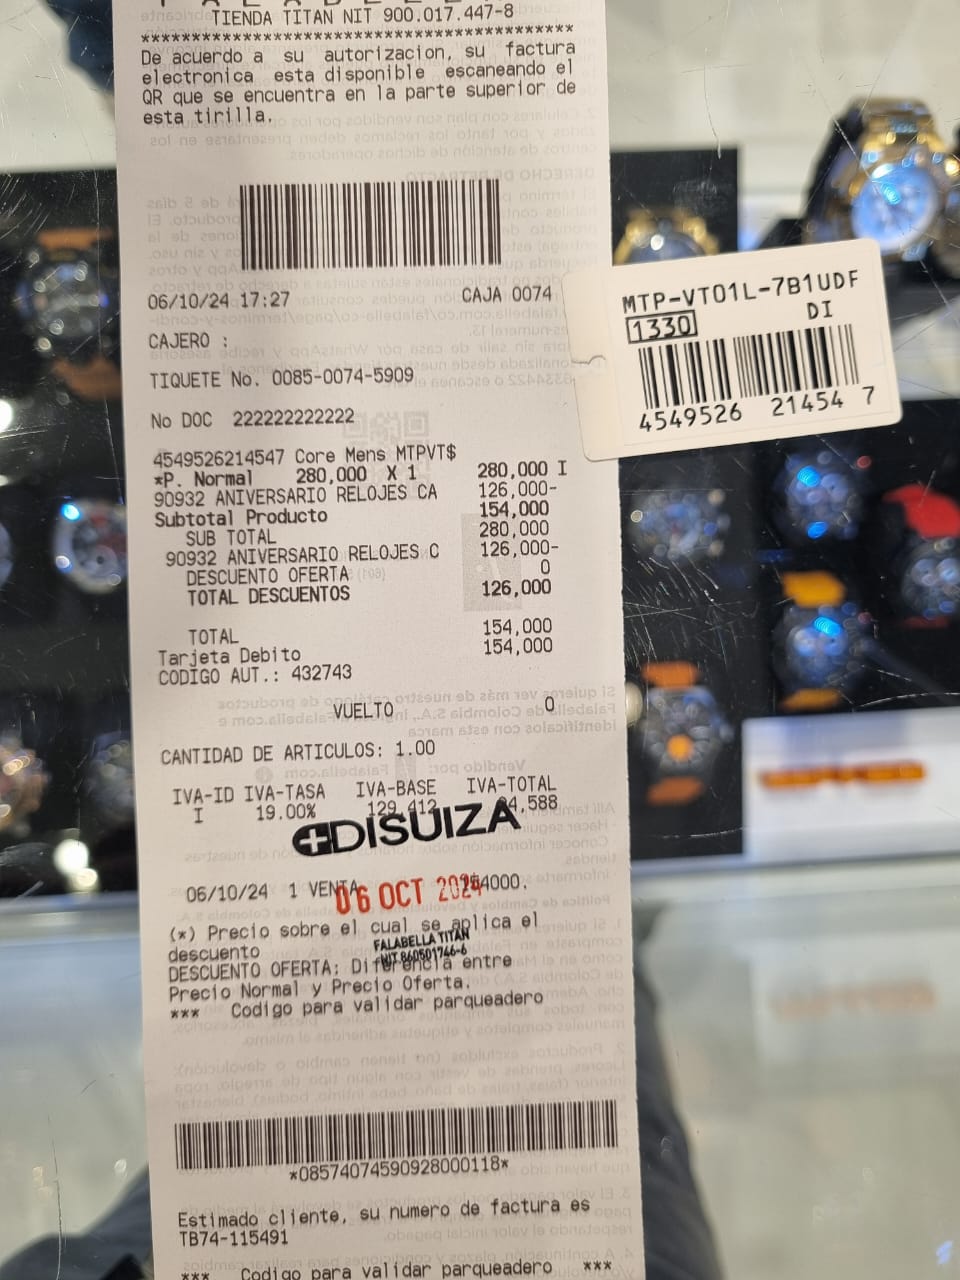 TIENDA TITAN NIT 900.017.447-8
*******************************************
De acuerdo a su autorizacion, su factura
electronica esta disponible escaneando el
QR que se encuentra en la parte superior de
esta tirilla.
06/10/24 17:27 CAJA 0074
CAJERO :
TIQUETE No. 0085-0074-5909
No DOC 222222222222
4549526214547 Core Mens MTPVT$
*P. Normal 280,000 X 1 280,000 I
90932 ANIVERSARIO RELOJES CA 126,000-
Subtotal Producto 154,000
SUB TOTAL 280,000
90932 ANIVERSARIO RELOJES C 126,000-
DESCUENTO OFERTA 0
TOTAL DESCUENTOS 126,000
TOTAL 154,000
Tarjeta Debito 154,000
CODIGO AUT.: 432743
VUELTO 0
CANTIDAD DE ARTICULOS: 1.00
IVA-ID IVA-TASA IVA-BASE IVA-TOTAL
I 19.00% 129,412 24,588
DISUIZA
06/10/24 1 VENTA 154000.
06 OCT 2024
(*) Precio sobre el cual se aplica el
descuento
FALABELLA TITAN
NIT 860501746-6
DESCUENTO OFERTA: Diferencia entre
Precio Normal y Precio Oferta.
*** Codigo para validar parqueadero
*08574074590928000118*
Estimado cliente, su numero de factura es
TB74-115491
*** Codigo para validar parqueadero ***
MTP-VT01L-7B1UDF
1330 DI
4549526 21454 7